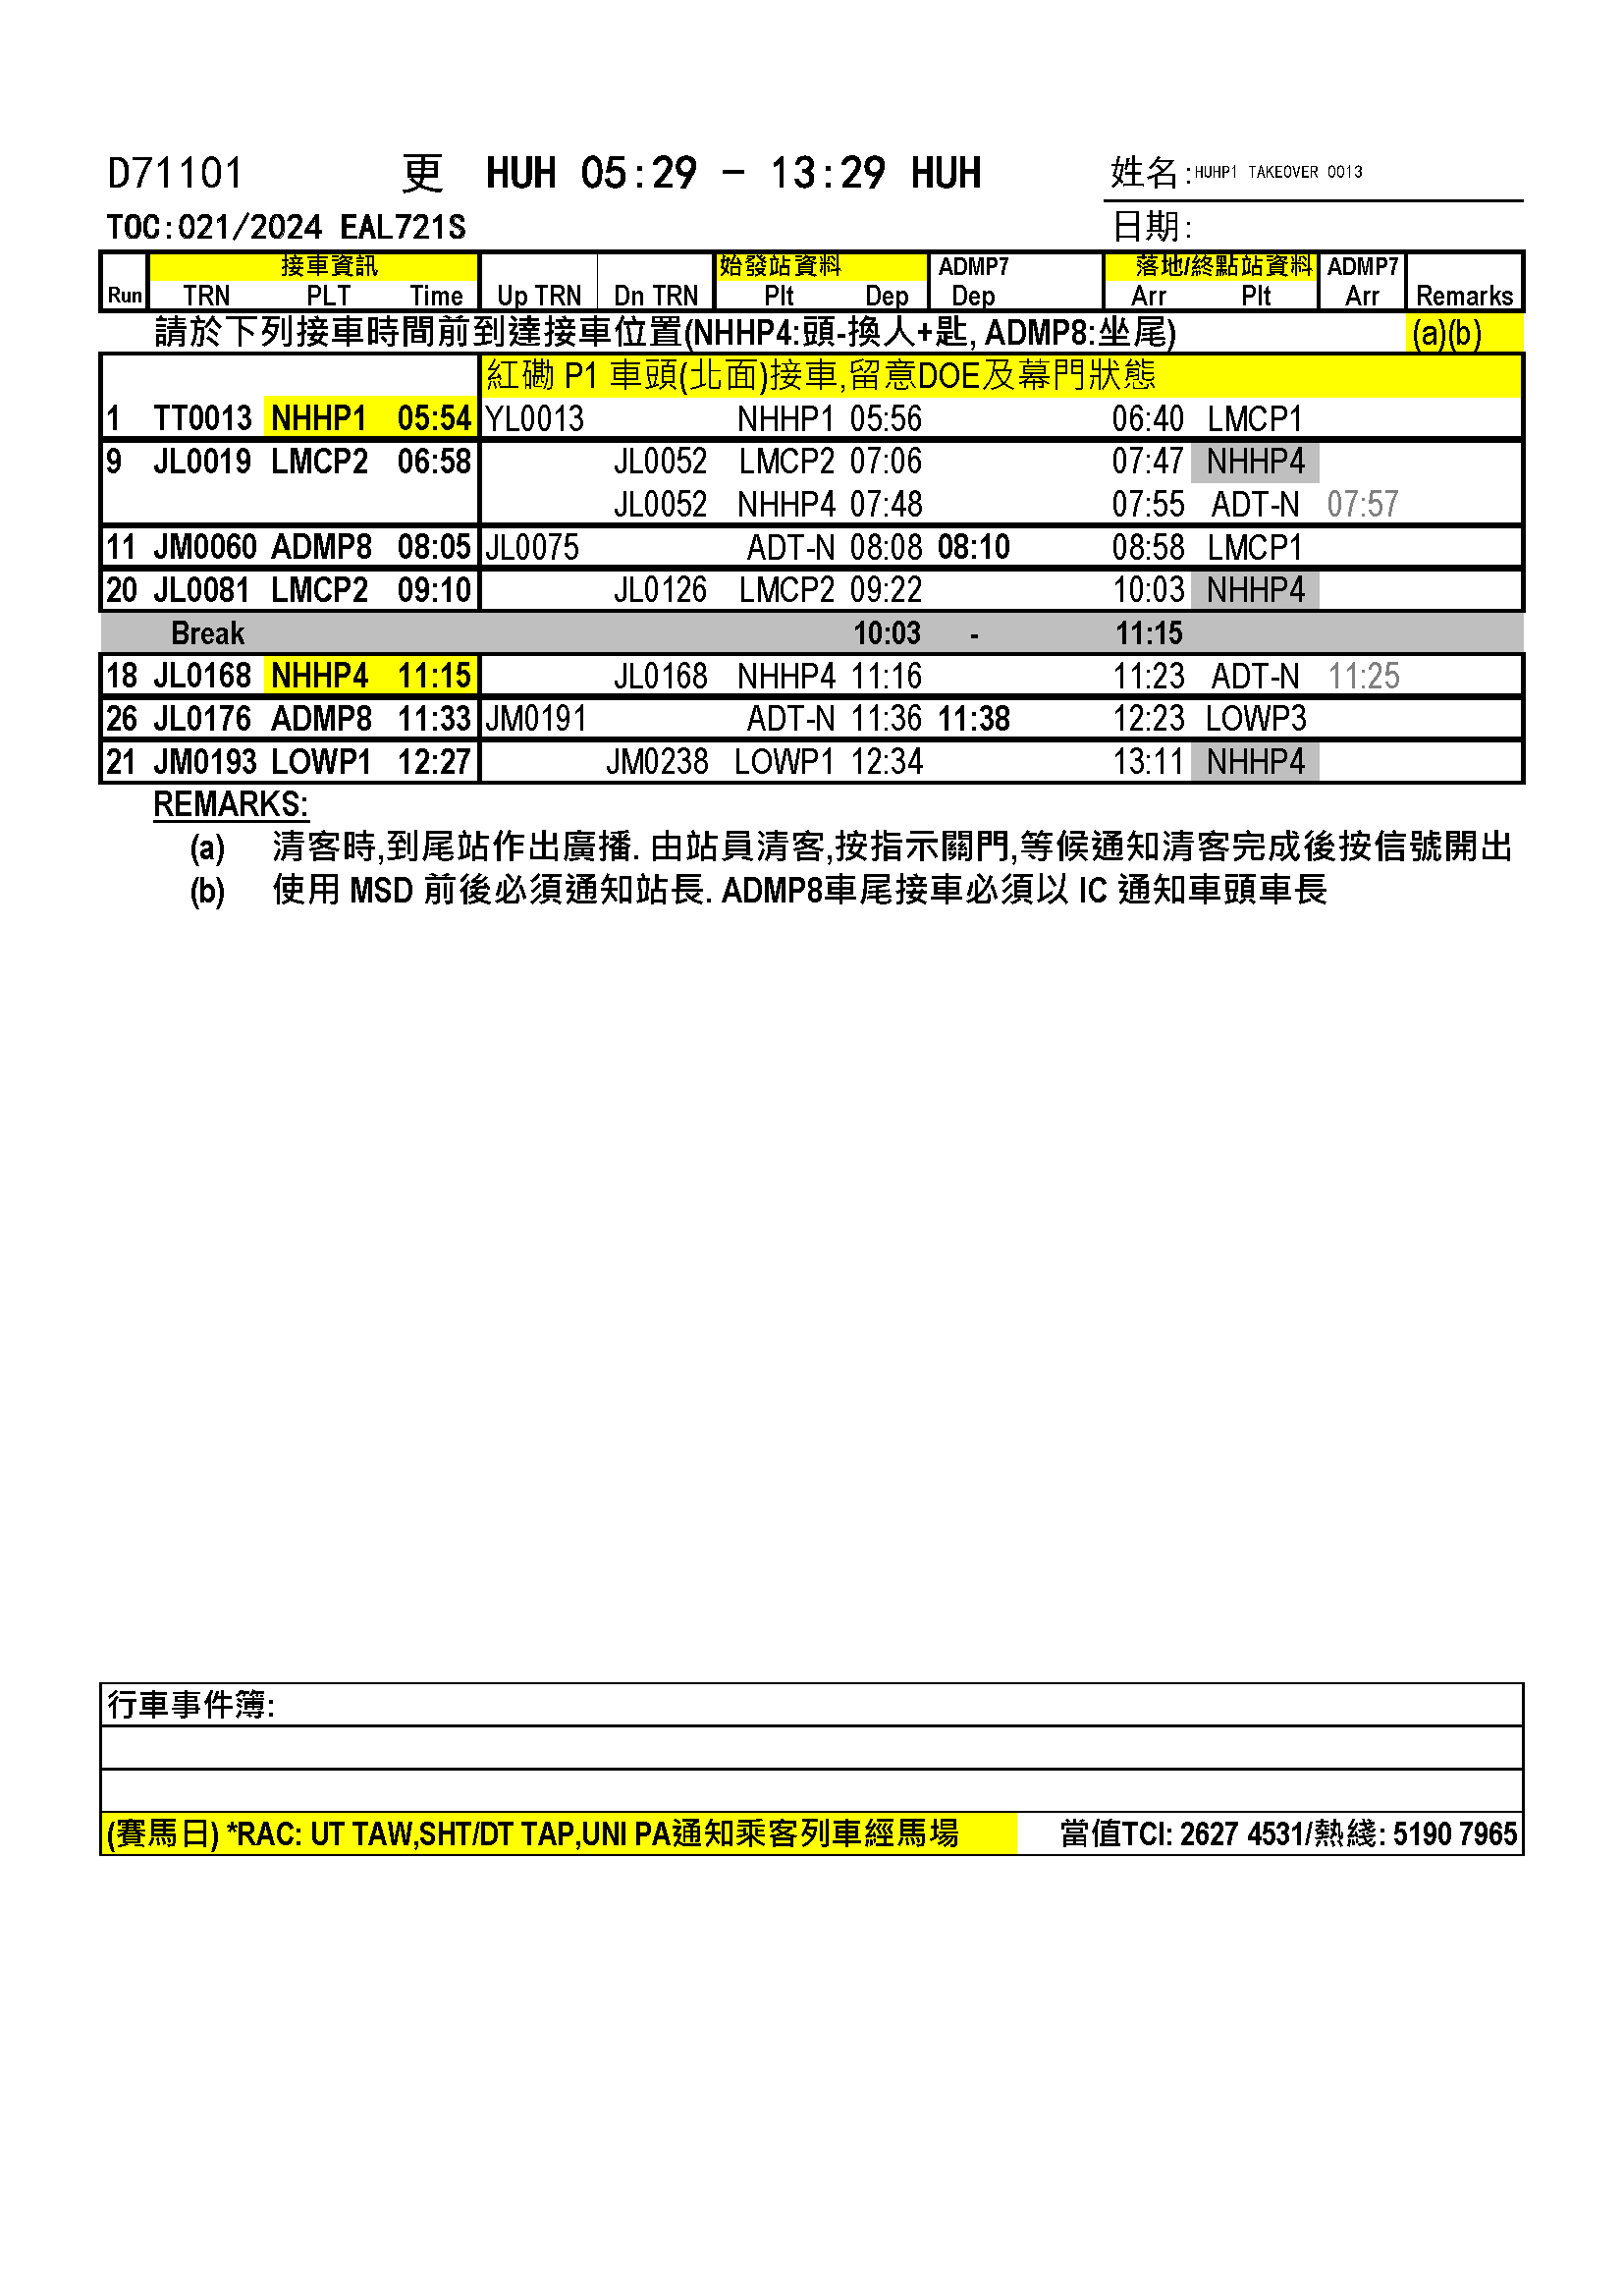 D71101 更 HUH 05:29 - 13:29 HUH 姓名:HUHP1 TAKEOVER 0013
TOC:021/2024 EAL721S 日期:
接車資訊 始發站資料 ADMP7 落地/終點站資料 ADMP7
Run TRN PLT Time Up TRN Dn TRN Plt Dep Dep Arr Plt Arr Remarks
請於下列接車時間前到達接車位置(NHHP4:頭-換人+匙, ADMP8:坐尾) (a)(b)
紅磡 P1 車頭(北面)接車,留意DOE及幕門狀態
1 TT0013 NHHP1 05:54 YL0013 NHHP1 05:56 06:40 LMCP1
9 JL0019 LMCP2 06:58 JL0052 LMCP2 07:06 07:47 NHHP4
JL0052 NHHP4 07:48 07:55 ADT-N 07:57
11 JM0060 ADMP8 08:05 JL0075 ADT-N 08:08 08:10 08:58 LMCP1
20 JL0081 LMCP2 09:10 JL0126 LMCP2 09:22 10:03 NHHP4
Break 10:03 - 11:15
18 JL0168 NHHP4 11:15 JL0168 NHHP4 11:16 11:23 ADT-N 11:25
26 JL0176 ADMP8 11:33 JM0191 ADT-N 11:36 11:38 12:23 LOWP3
21 JM0193 LOWP1 12:27 JM0238 LOWP1 12:34 13:11 NHHP4
REMARKS:
(a) 清客時,到尾站作出廣播. 由站員清客,按指示關門,等候通知清客完成後按信號開出
(b) 使用 MSD 前後必須通知站長. ADMP8車尾接車必須以 IC 通知車頭車長
行車事件簿:
(賽馬日) *RAC: UT TAW,SHT/DT TAP,UNI PA通知乘客列車經馬場 當值TCI: 2627 4531/熱綫: 5190 7965